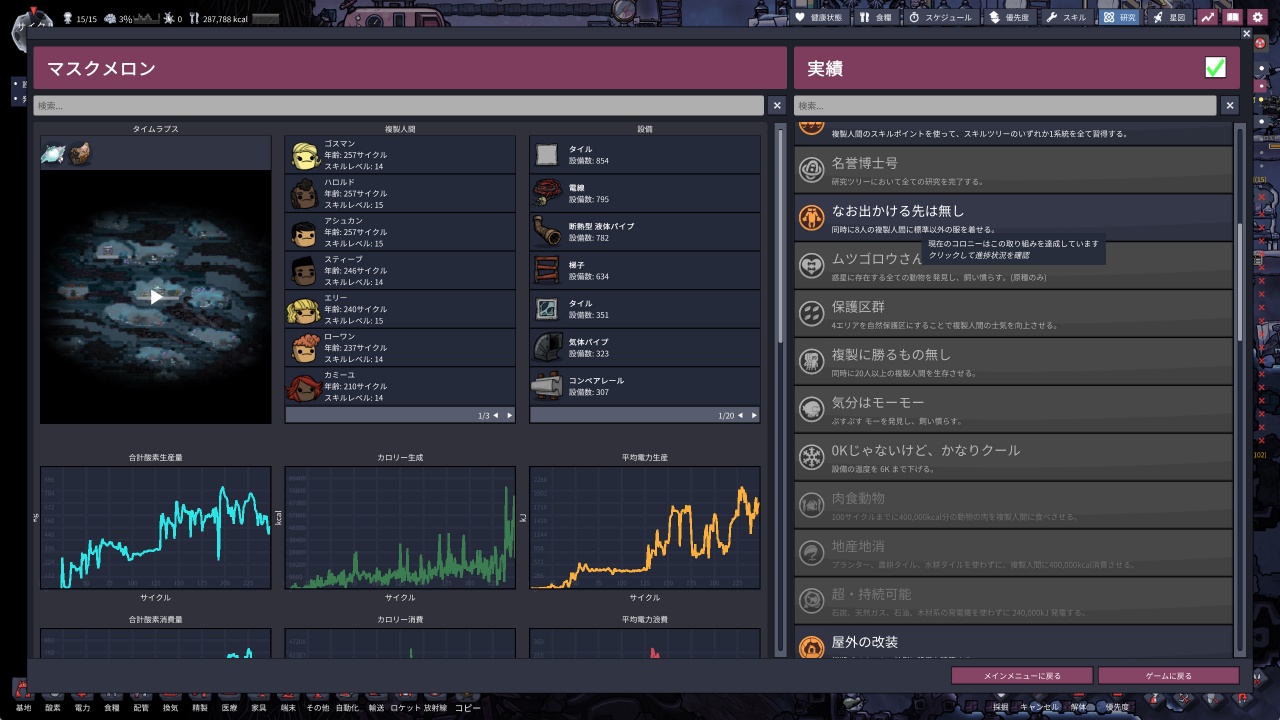 サイクル
15/15
3%
0
287,788 kcal
健康状態
食糧
スケジュール
優先度
スキル
研究
星図
マスクメロン
実績
検索...
検索...
タイムラプス
複製人間
設備
ゴスマン
年齢: 257サイクル
スキルレベル: 14
ハロルド
年齢: 257サイクル
スキルレベル: 15
アシュカン
年齢: 257サイクル
スキルレベル: 15
スティーブ
年齢: 246サイクル
スキルレベル: 14
エリー
年齢: 240サイクル
スキルレベル: 15
ローワン
年齢: 237サイクル
スキルレベル: 14
カミーユ
年齢: 210サイクル
スキルレベル: 14
1/3
タイル
設備数: 854
電線
設備数: 795
断熱型 液体パイプ
設備数: 782
梯子
設備数: 634
タイル
設備数: 351
気体パイプ
設備数: 323
コンベアレール
設備数: 307
1/20
合計酸素生産量
カロリー生成
平均電力生産
kcal
kJ
サイクル
サイクル
サイクル
合計酸素消費量
カロリー消費
平均電力浪費
複製人間のスキルポイントを使って、スキルツリーのいずれか1系統を全て習得する。
名誉博士号
研究ツリーにおいて全ての研究を完了する。
なお出かける先は無し
同時に8人の複製人間に標準以外の服を着せる。
現在のコロニーはこの取り組みを達成しています
クリックして進捗状況を確認
ムツゴロウさん
惑星に存在する全ての動物を発見し、飼い慣らす。(原種のみ)
保護区群
4エリアを自然保護区にすることで複製人間の士気を向上させる。
複製に勝るもの無し
同時に20人以上の複製人間を生存させる。
気分はモーモー
ぷすぷす モーを発見し、飼い慣らす。
0Kじゃないけど、かなりクール
設備の温度を 6K まで下げる。
肉食動物
100サイクルまでに400,000kcal分の動物の肉を複製人間に食べさせる。
地産地消
プランター、農耕タイル、水耕タイルを使わずに、複製人間に400,000kcal消費させる。
超・持続可能
石炭、天然ガス、石油、木材系の発電機を使わずに 240,000kJ 発電する。
屋外の改装
メインメニューに戻る
ゲームに戻る
基地
酸素
電力
食糧
配管
換気
精製
医療
家具
端末
その他
自動化
輸送
ロケット
放射線
コピー
採掘
キャンセル
解体
優先度